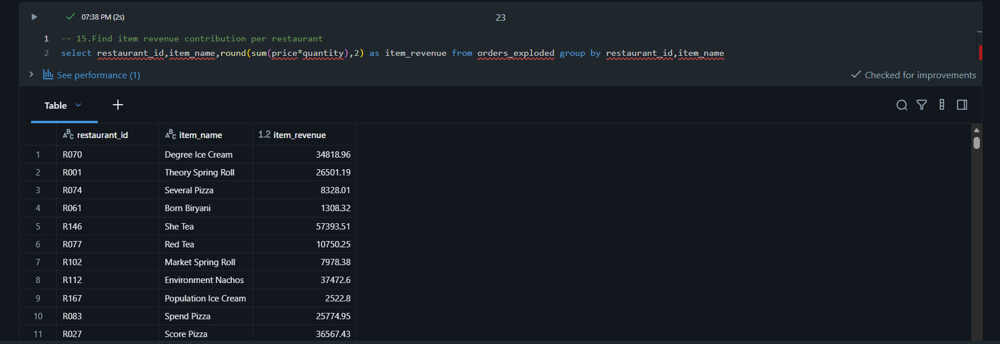 07:38 PM (2s)
23
1 -- 15.Find item revenue contribution per restaurant
2 select restaurant_id,item_name,round(sum(price*quantity),2) as item_revenue from orders_exploded group by restaurant_id,item_name
See performance (1)
Checked for improvements
Table
restaurant_id item_name 1.2 item_revenue
1 R070 Degree Ice Cream 34818.96
2 R001 Theory Spring Roll 26501.19
3 R074 Several Pizza 8328.01
4 R061 Born Biryani 1308.32
5 R146 She Tea 57393.51
6 R077 Red Tea 10750.25
7 R102 Market Spring Roll 7978.38
8 R112 Environment Nachos 37472.6
9 R167 Population Ice Cream 2522.8
10 R083 Spend Pizza 25774.95
11 R027 Score Pizza 36567.43